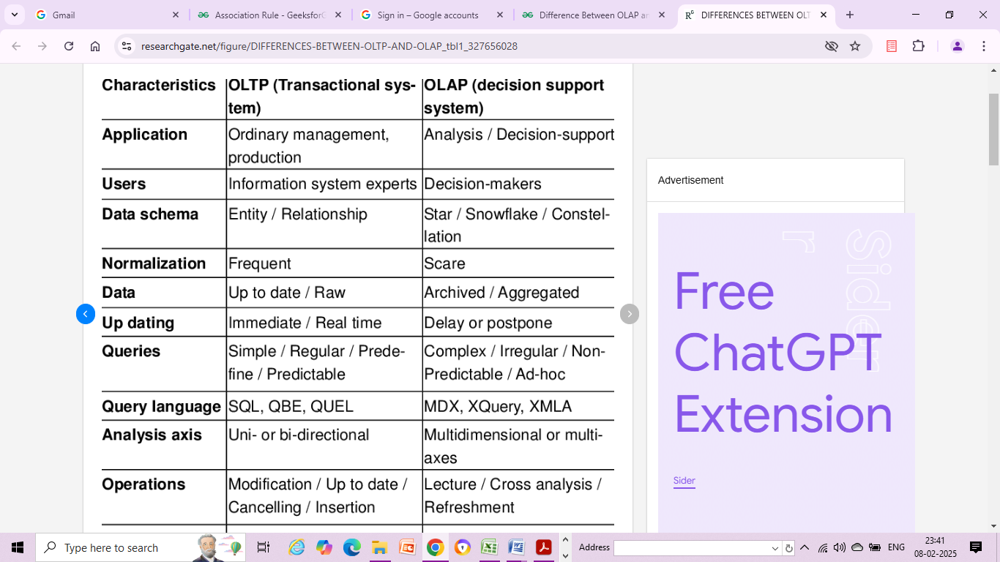 Gmail
Association Rule - GeeksforG
Sign in – Google accounts
Difference Between OLAP an
DIFFERENCES BETWEEN OLT
researchgate.net/figure/DIFFERENCES-BETWEEN-OLTP-AND-OLAP_tbl1_327656028
Characteristics OLTP (Transactional sys- OLAP (decision support
tem) system)
Application Ordinary management, Analysis / Decision-support
production
Users Information system experts Decision-makers
Data schema Entity / Relationship Star / Snowflake / Constel-
lation
Normalization Frequent Scare
Data Up to date / Raw Archived / Aggregated
Up dating Immediate / Real time Delay or postpone
Queries Simple / Regular / Prede- Complex / Irregular / Non-
fine / Predictable Predictable / Ad-hoc
Query language SQL, QBE, QUEL MDX, XQuery, XMLA
Analysis axis Uni- or bi-directional Multidimensional or multi-
axes
Operations Modification / Up to date / Lecture / Cross analysis /
Cancelling / Insertion Refreshment
Advertisement
Sider
r
Free
ChatGPT
Extension
Sider
Type here to search
Address
ENG
23:41
08-02-2025